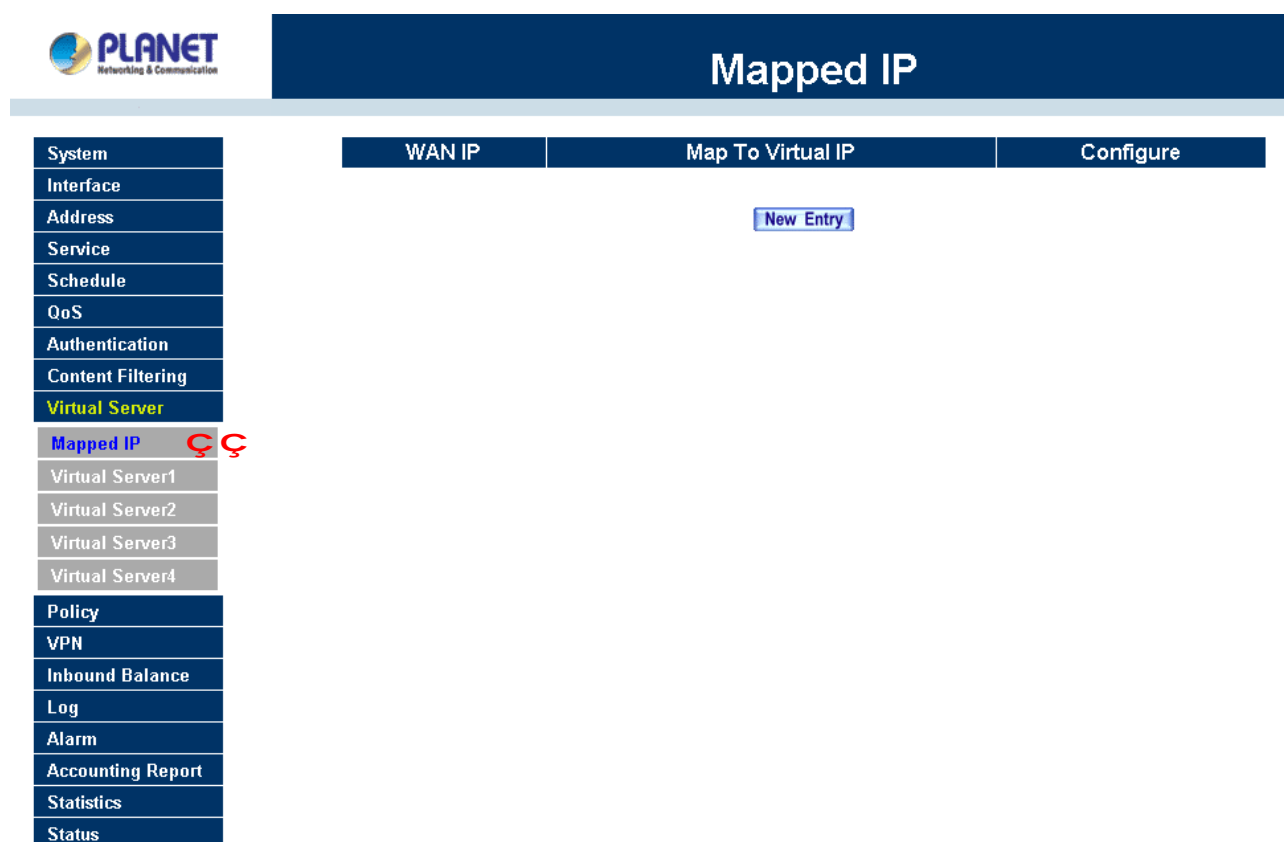 PLANET
Networking & Communication
Mapped IP
System
Interface
Address
Service
Schedule
QoS
Authentication
Content Filtering
Virtual Server
Mapped IP Ç Ç
Virtual Server1
Virtual Server2
Virtual Server3
Virtual Server4
Policy
VPN
Inbound Balance
Log
Alarm
Accounting Report
Statistics
Status
WAN IP Map To Virtual IP Configure
New Entry